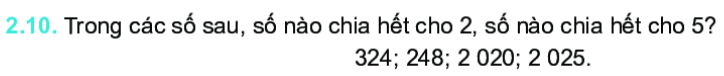 2.10. Trong các số sau, số nào chia hết cho 2, số nào chia hết cho 5?
324; 248; 2 020; 2 025.